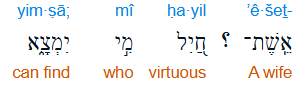 yim·ṣā; mî ḥa·yil ’ê·šeṯ-
אֵֽשֶׁת־ ? חַ֭יִל מִ֣י יִמְצָ֑א
can find who virtuous A wife